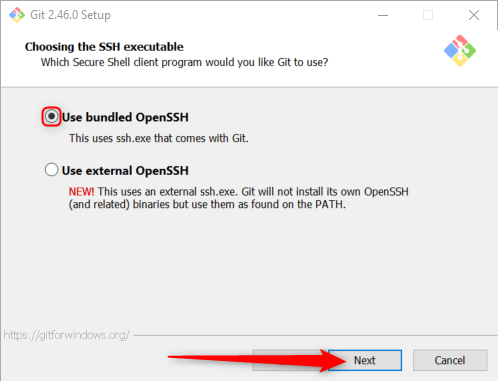 Git 2.46.0 Setup
Choosing the SSH executable
Which Secure Shell client program would you like Git to use?
Use bundled OpenSSH
This uses ssh.exe that comes with Git.
Use external OpenSSH
NEW! This uses an external ssh.exe. Git will not install its own OpenSSH
(and related) binaries but use them as found on the PATH.
https://gitforwindows.org/
Next
Cancel